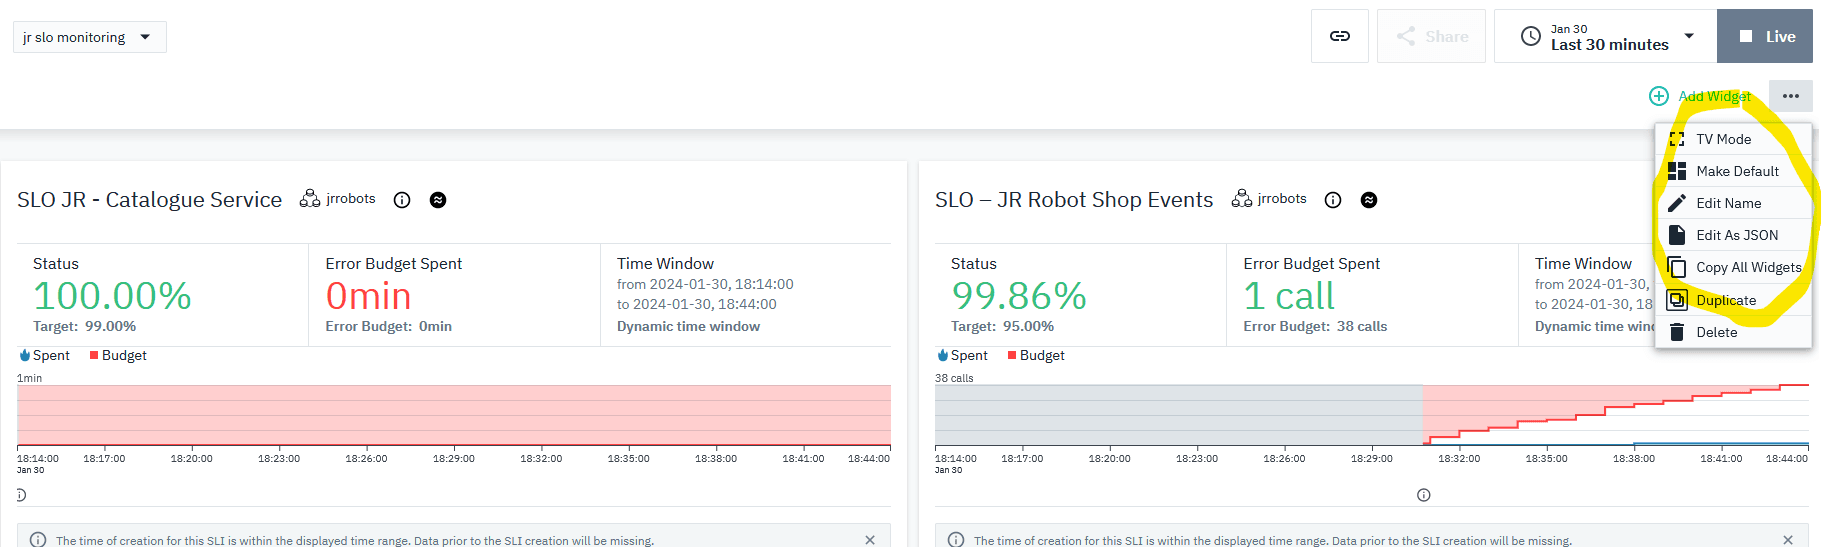 jr slo monitoring
Share
Jan 30
Last 30 minutes
Live
Add Widget
TV Mode
Make Default
Edit Name
Edit As JSON
Copy All Widgets
Duplicate
Delete
SLO JR - Catalogue Service
jrrobots
Status
100.00%
Target: 99.00%
Error Budget Spent
0min
Error Budget: 0min
Time Window
from 2024-01-30, 18:14:00
to 2024-01-30, 18:44:00
Dynamic time window
Spent
Budget
1min
18:14:00 18:17:00 18:20:00 18:23:00 18:26:00 18:29:00 18:32:00 18:35:00 18:38:00 18:41:00 18:44:00
Jan 30
The time of creation for this SLI is within the displayed time range. Data prior to the SLI creation will be missing.
SLO – JR Robot Shop Events
jrrobots
Status
99.86%
Target: 95.00%
Error Budget Spent
1 call
Error Budget: 38 calls
Time Window
from 2024-01-30,
to 2024-01-30, 18
Dynamic time wind
Spent
Budget
38 calls
18:14:00 18:17:00 18:20:00 18:23:00 18:26:00 18:29:00 18:32:00 18:35:00 18:38:00 18:41:00 18:44:00
Jan 30
The time of creation for this SLI is within the displayed time range. Data prior to the SLI creation will be missing.